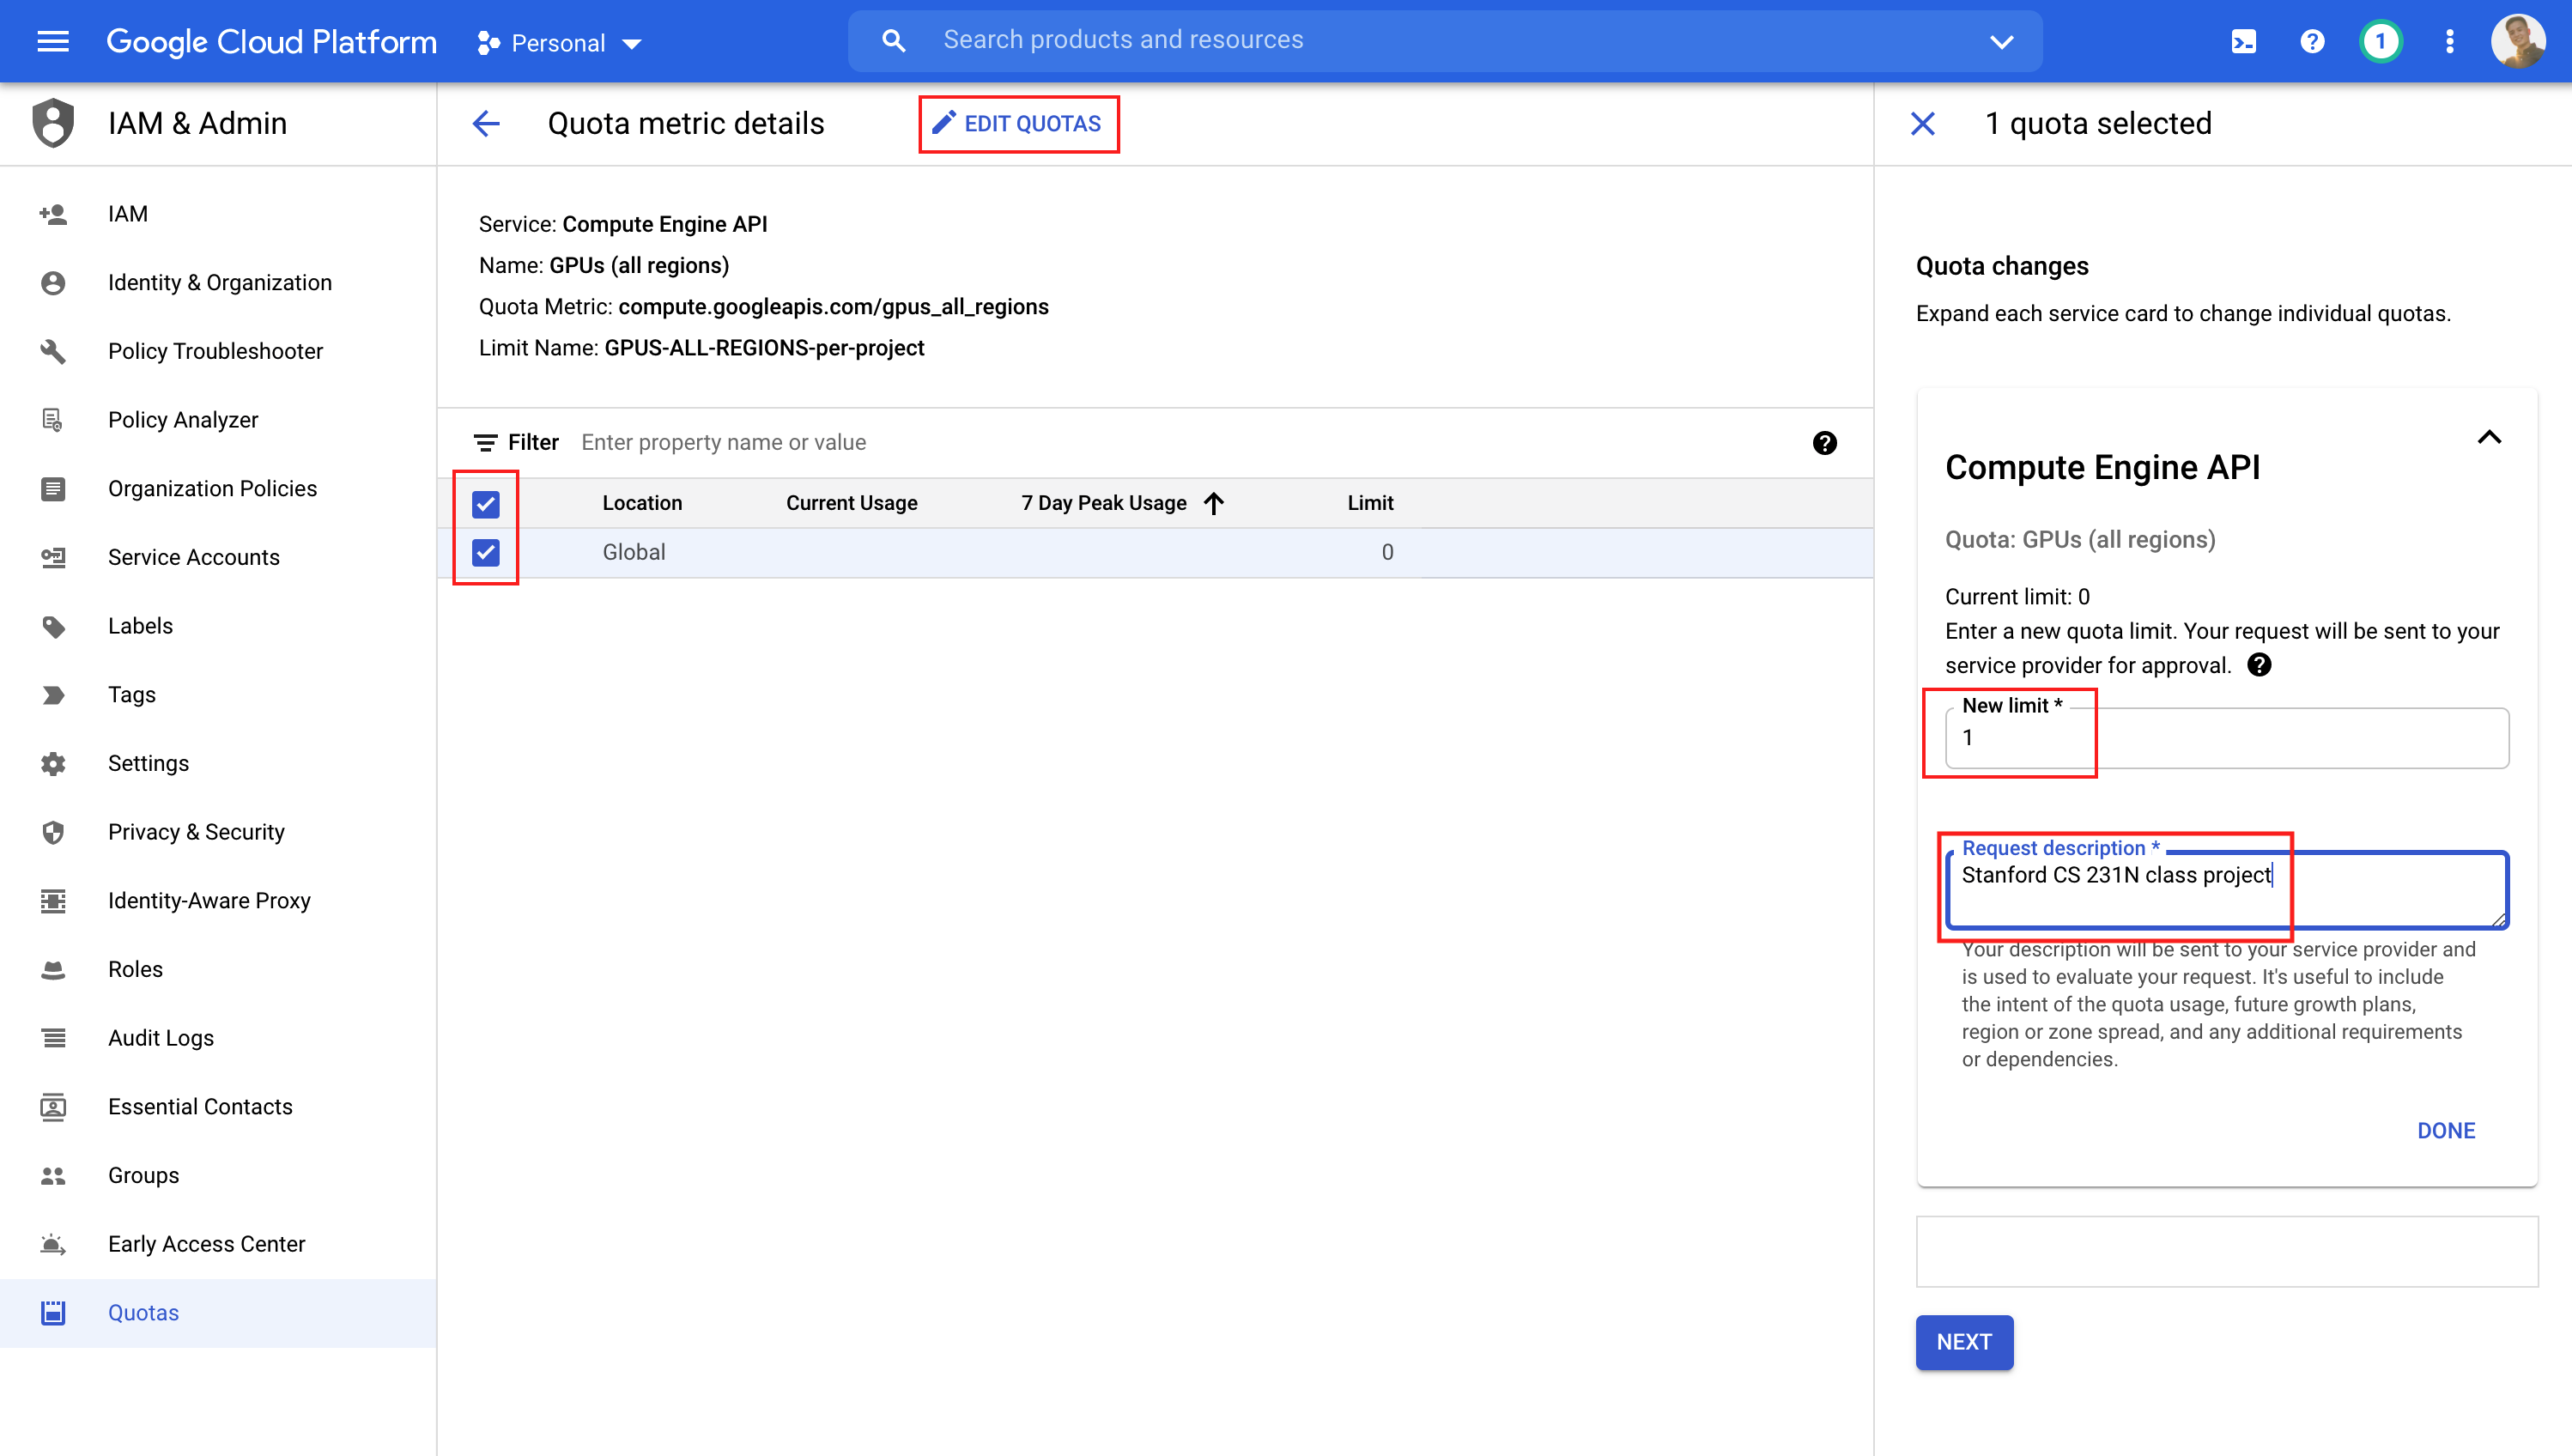 Google Cloud Platform
Personal
Search products and resources
1
IAM & Admin
IAM
Identity & Organization
Policy Troubleshooter
Policy Analyzer
Organization Policies
Service Accounts
Labels
Tags
Settings
Privacy & Security
Identity-Aware Proxy
Roles
Audit Logs
Essential Contacts
Groups
Early Access Center
Quotas
Quota metric details
EDIT QUOTAS
Service: Compute Engine API
Name: GPUs (all regions)
Quota Metric: compute.googleapis.com/gpus_all_regions
Limit Name: GPUS-ALL-REGIONS-per-project
Filter Enter property name or value
Location Current Usage 7 Day Peak Usage Limit
Global 0
1 quota selected
Quota changes
Expand each service card to change individual quotas.
Compute Engine API
Quota: GPUs (all regions)
Current limit: 0
Enter a new quota limit. Your request will be sent to your
service provider for approval.
New limit *
1
Request description *
Stanford CS 231N class project
Your description will be sent to your service provider and
is used to evaluate your request. It's useful to include
the intent of the quota usage, future growth plans,
region or zone spread, and any additional requirements
or dependencies.
DONE
NEXT